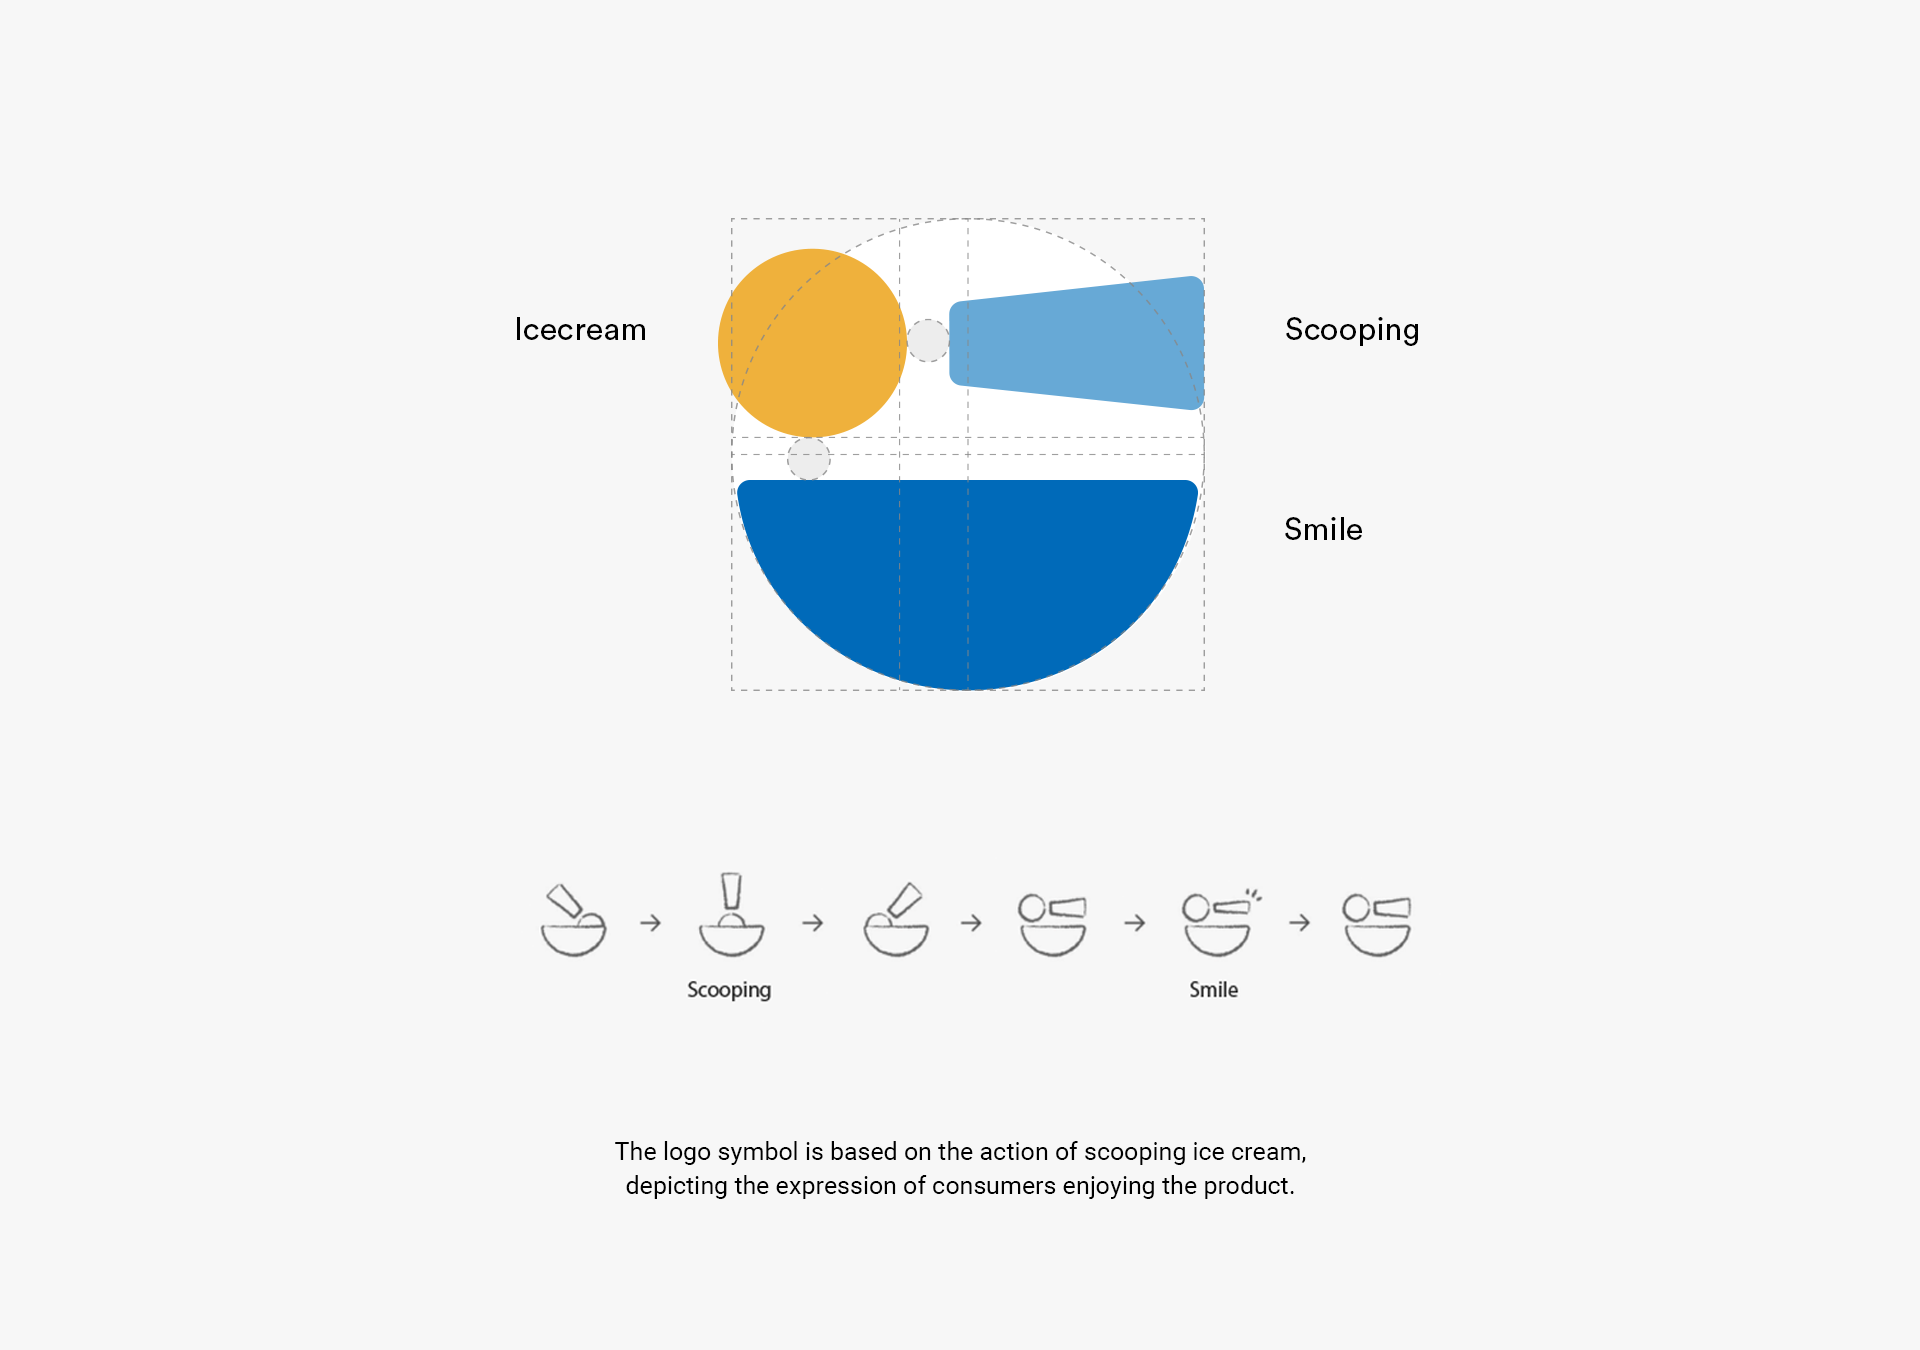 Icecream
Scooping
Smile
Scooping
Smile
The logo symbol is based on the action of scooping ice cream,
depicting the expression of consumers enjoying the product.